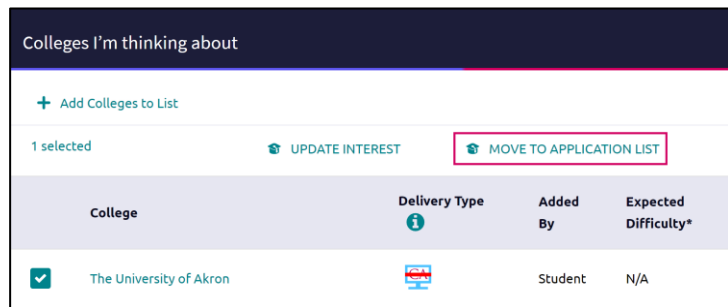 Colleges I'm thinking about
+ Add Colleges to List
1 selected UPDATE INTEREST MOVE TO APPLICATION LIST
College Delivery Type Added By Expected Difficulty*
The University of Akron CA Student N/A